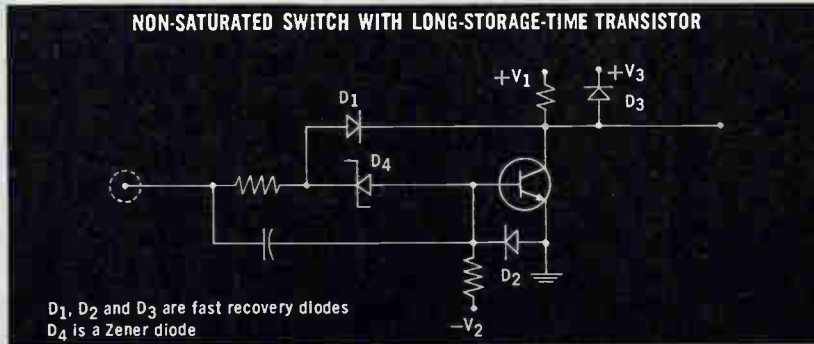 NON-SATURATED SWITCH WITH LONG-STORAGE-TIME TRANSISTOR
+V1
+V3
D1
D3
D4
D2
-V2
D1, D2 and D3 are fast recovery diodes
D4 is a Zener diode